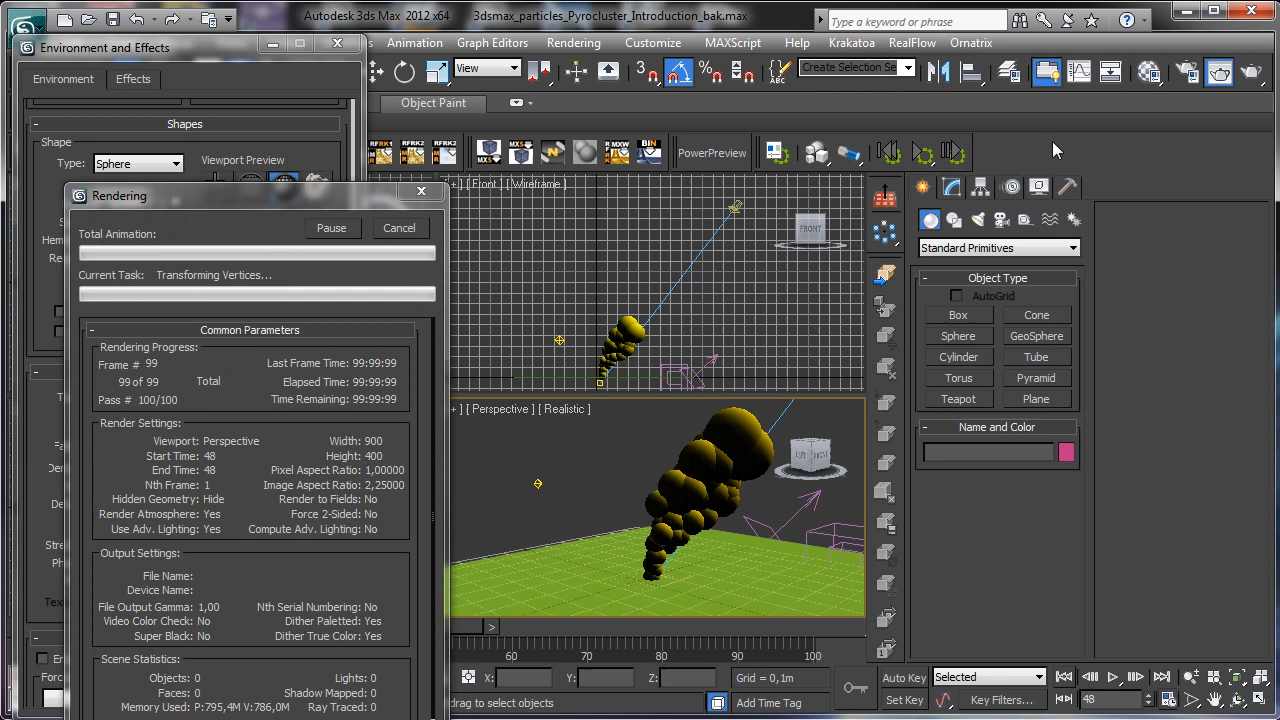 Autodesk 3ds Max 2012 x64 3dsmax_particles_Pyrocluster_Introduction_bak.max
Type a keyword or phrase
Environment and Effects
Animation Graph Editors Rendering Customize MAXScript Help Krakatoa RealFlow Ornatrix
View
Create Selection Se
Environment Effects
Object Paint
Shapes
Shape
Type: Sphere
Viewport Preview
PowerPreview
+ ] [ Front ] [ Wireframe ]
FRONT
Rendering
Total Animation:
Pause
Cancel
Current Task: Transforming Vertices...
Common Parameters
Rendering Progress:
Frame # 99
Last Frame Time: 99:99:99
99 of 99 Total
Elapsed Time: 99:99:99
Pass # 100/100
Time Remaining: 99:99:99
Render Settings:
Viewport: Perspective
Width: 900
Start Time: 48
Height: 400
End Time: 48
Pixel Aspect Ratio: 1,00000
Nth Frame: 1
Image Aspect Ratio: 2,25000
Hidden Geometry: Hide
Render to Fields: No
Render Atmosphere: Yes
Force 2-Sided: No
Use Adv. Lighting: Yes
Compute Adv. Lighting: No
Output Settings:
File Name:
Device Name:
File Output Gamma: 1,00
Nth Serial Numbering: No
Video Color Check: No
Dither Paletted: Yes
Super Black: No
Dither True Color: Yes
Scene Statistics:
Objects: 0
Lights: 0
Faces: 0
Shadow Mapped: 0
Memory Used: P:795,4M V:786,0M
Ray Traced: 0
+ ] [ Perspective ] [ Realistic ]
LEFT FRONT
Standard Primitives
Object Type
AutoGrid
Box Cone
Sphere GeoSphere
Cylinder Tube
Torus Pyramid
Teapot Plane
Name and Color
60 70 80 90 100
X: Y: Z: Grid = 0,1m
Auto Key Selected
drag to select objects
Add Time Tag
Set Key Key Filters... 48